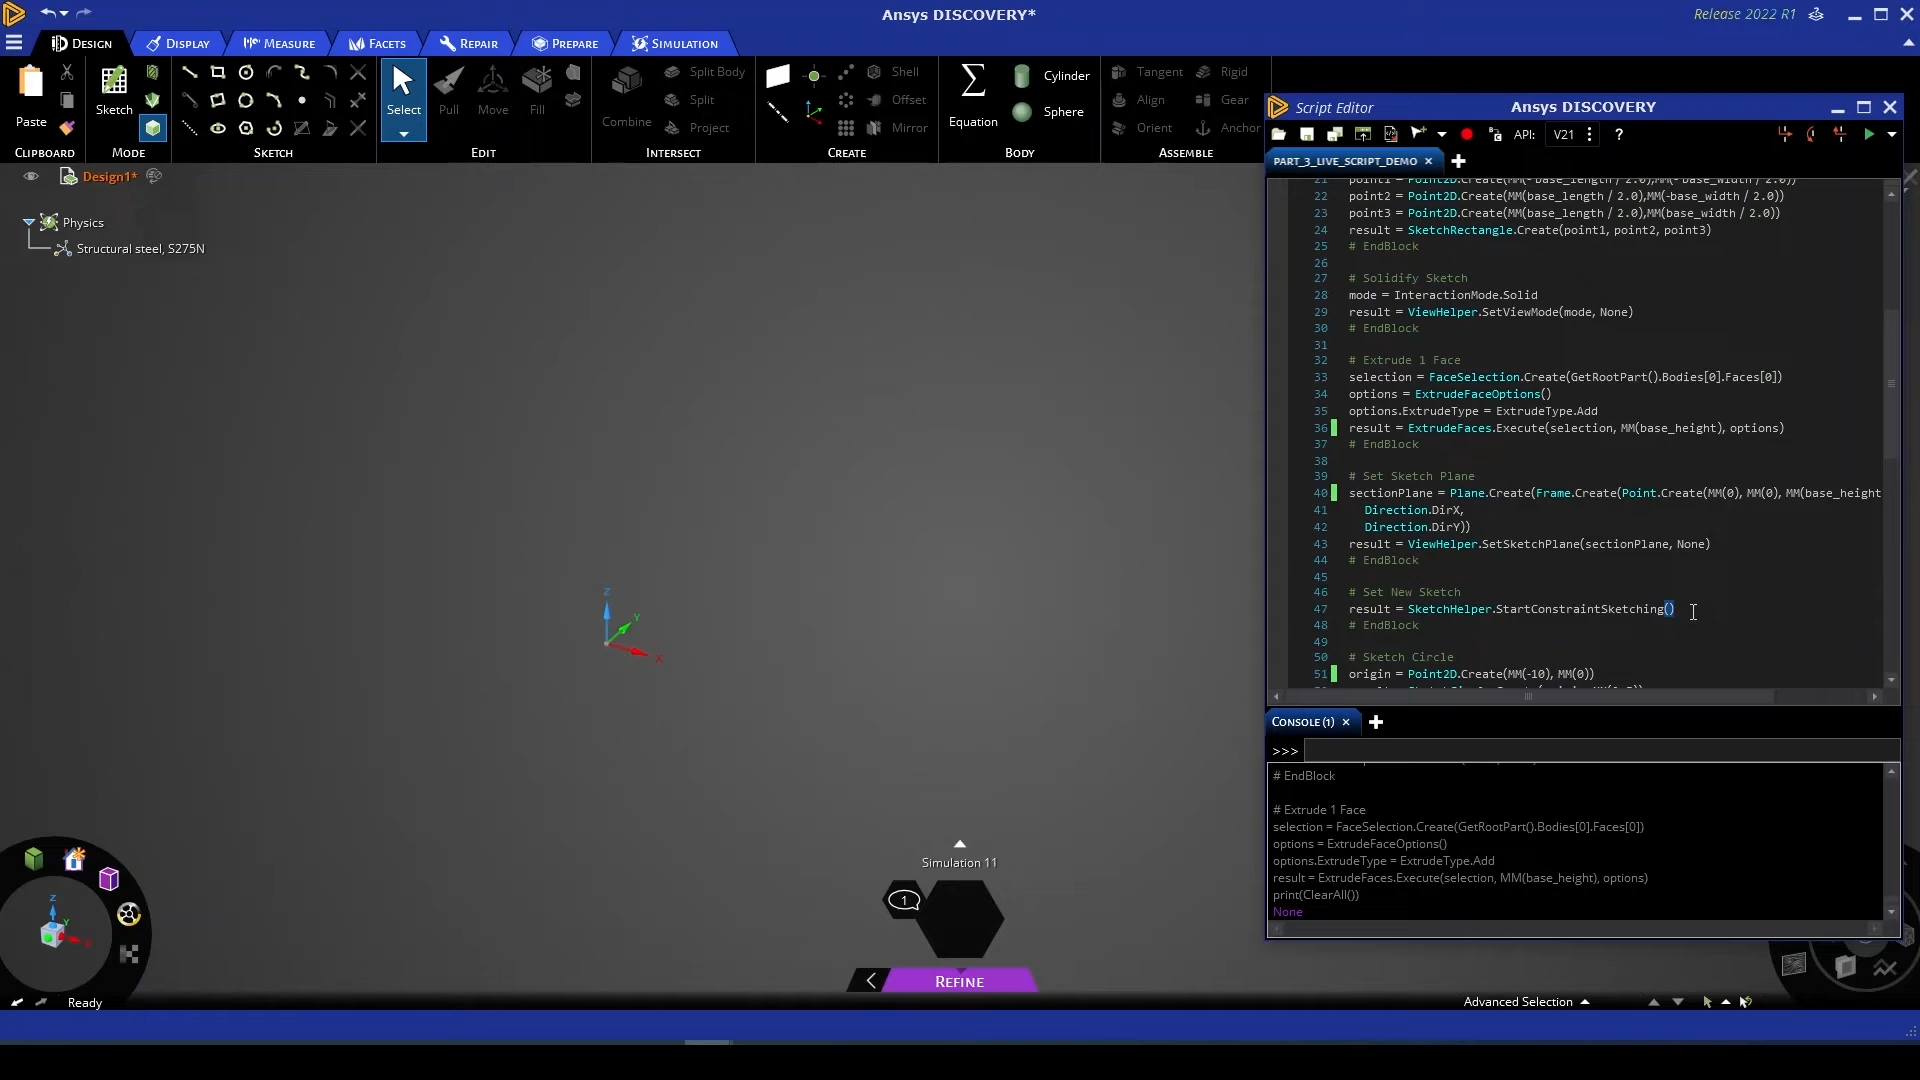 Ansys DISCOVERY*
Release 2022 R1
DESIGN DISPLAY MEASURE FACETS REPAIR PREPARE SIMULATION
Paste
CLIPBOARD
Sketch
MODE
SKETCH
Select Pull Move Fill
EDIT
Combine
Split Body
Split
Project
INTERSECT
Shell
Offset
Mirror
CREATE
Equation
Cylinder
Sphere
BODY
Tangent Rigid
Align Gear
Orient Anchor
ASSEMBLE
Design1*
Physics
Structural steel, S275N
Z
Y
X
Script Editor
Ansys DISCOVERY
API: V21 ?
PART_3_LIVE_SCRIPT_DEMO
21 point1 = Point2D.Create(MM(-base_length / 2.0),MM(-base_width / 2.0))
22 point2 = Point2D.Create(MM(base_length / 2.0),MM(-base_width / 2.0))
23 point3 = Point2D.Create(MM(base_length / 2.0),MM(base_width / 2.0))
24 result = SketchRectangle.Create(point1, point2, point3)
25 # EndBlock
26
27 # Solidify Sketch
28 mode = InteractionMode.Solid
29 result = ViewHelper.SetViewMode(mode, None)
30 # EndBlock
31
32 # Extrude 1 Face
33 selection = FaceSelection.Create(GetRootPart().Bodies[0].Faces[0])
34 options = ExtrudeFaceOptions()
35 options.ExtrudeType = ExtrudeType.Add
36 result = ExtrudeFaces.Execute(selection, MM(base_height), options)
37 # EndBlock
38
39 # Set Sketch Plane
40 sectionPlane = Plane.Create(Frame.Create(Point.Create(MM(0), MM(0), MM(base_height
41 Direction.DirX,
42 Direction.DirY))
43 result = ViewHelper.SetSketchPlane(sectionPlane, None)
44 # EndBlock
45
46 # Set New Sketch
47 result = SketchHelper.StartConstraintSketching()
48 # EndBlock
49
50 # Sketch Circle
51 origin = Point2D.Create(MM(-10), MM(0))
CONSOLE (1)
>>>
# EndBlock
# Extrude 1 Face
selection = FaceSelection.Create(GetRootPart().Bodies[0].Faces[0])
options = ExtrudeFaceOptions()
options.ExtrudeType = ExtrudeType.Add
result = ExtrudeFaces.Execute(selection, MM(base_height), options)
print(ClearAll())
None
Simulation 11
1
REFINE
Z
Y
X
Ready
Advanced Selection